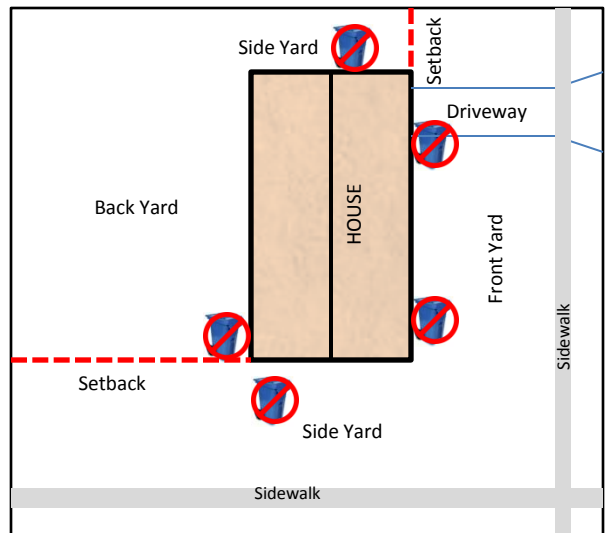 Side Yard
Setback
Driveway
Back Yard
HOUSE
Front Yard
Sidewalk
Setback
Side Yard
Sidewalk